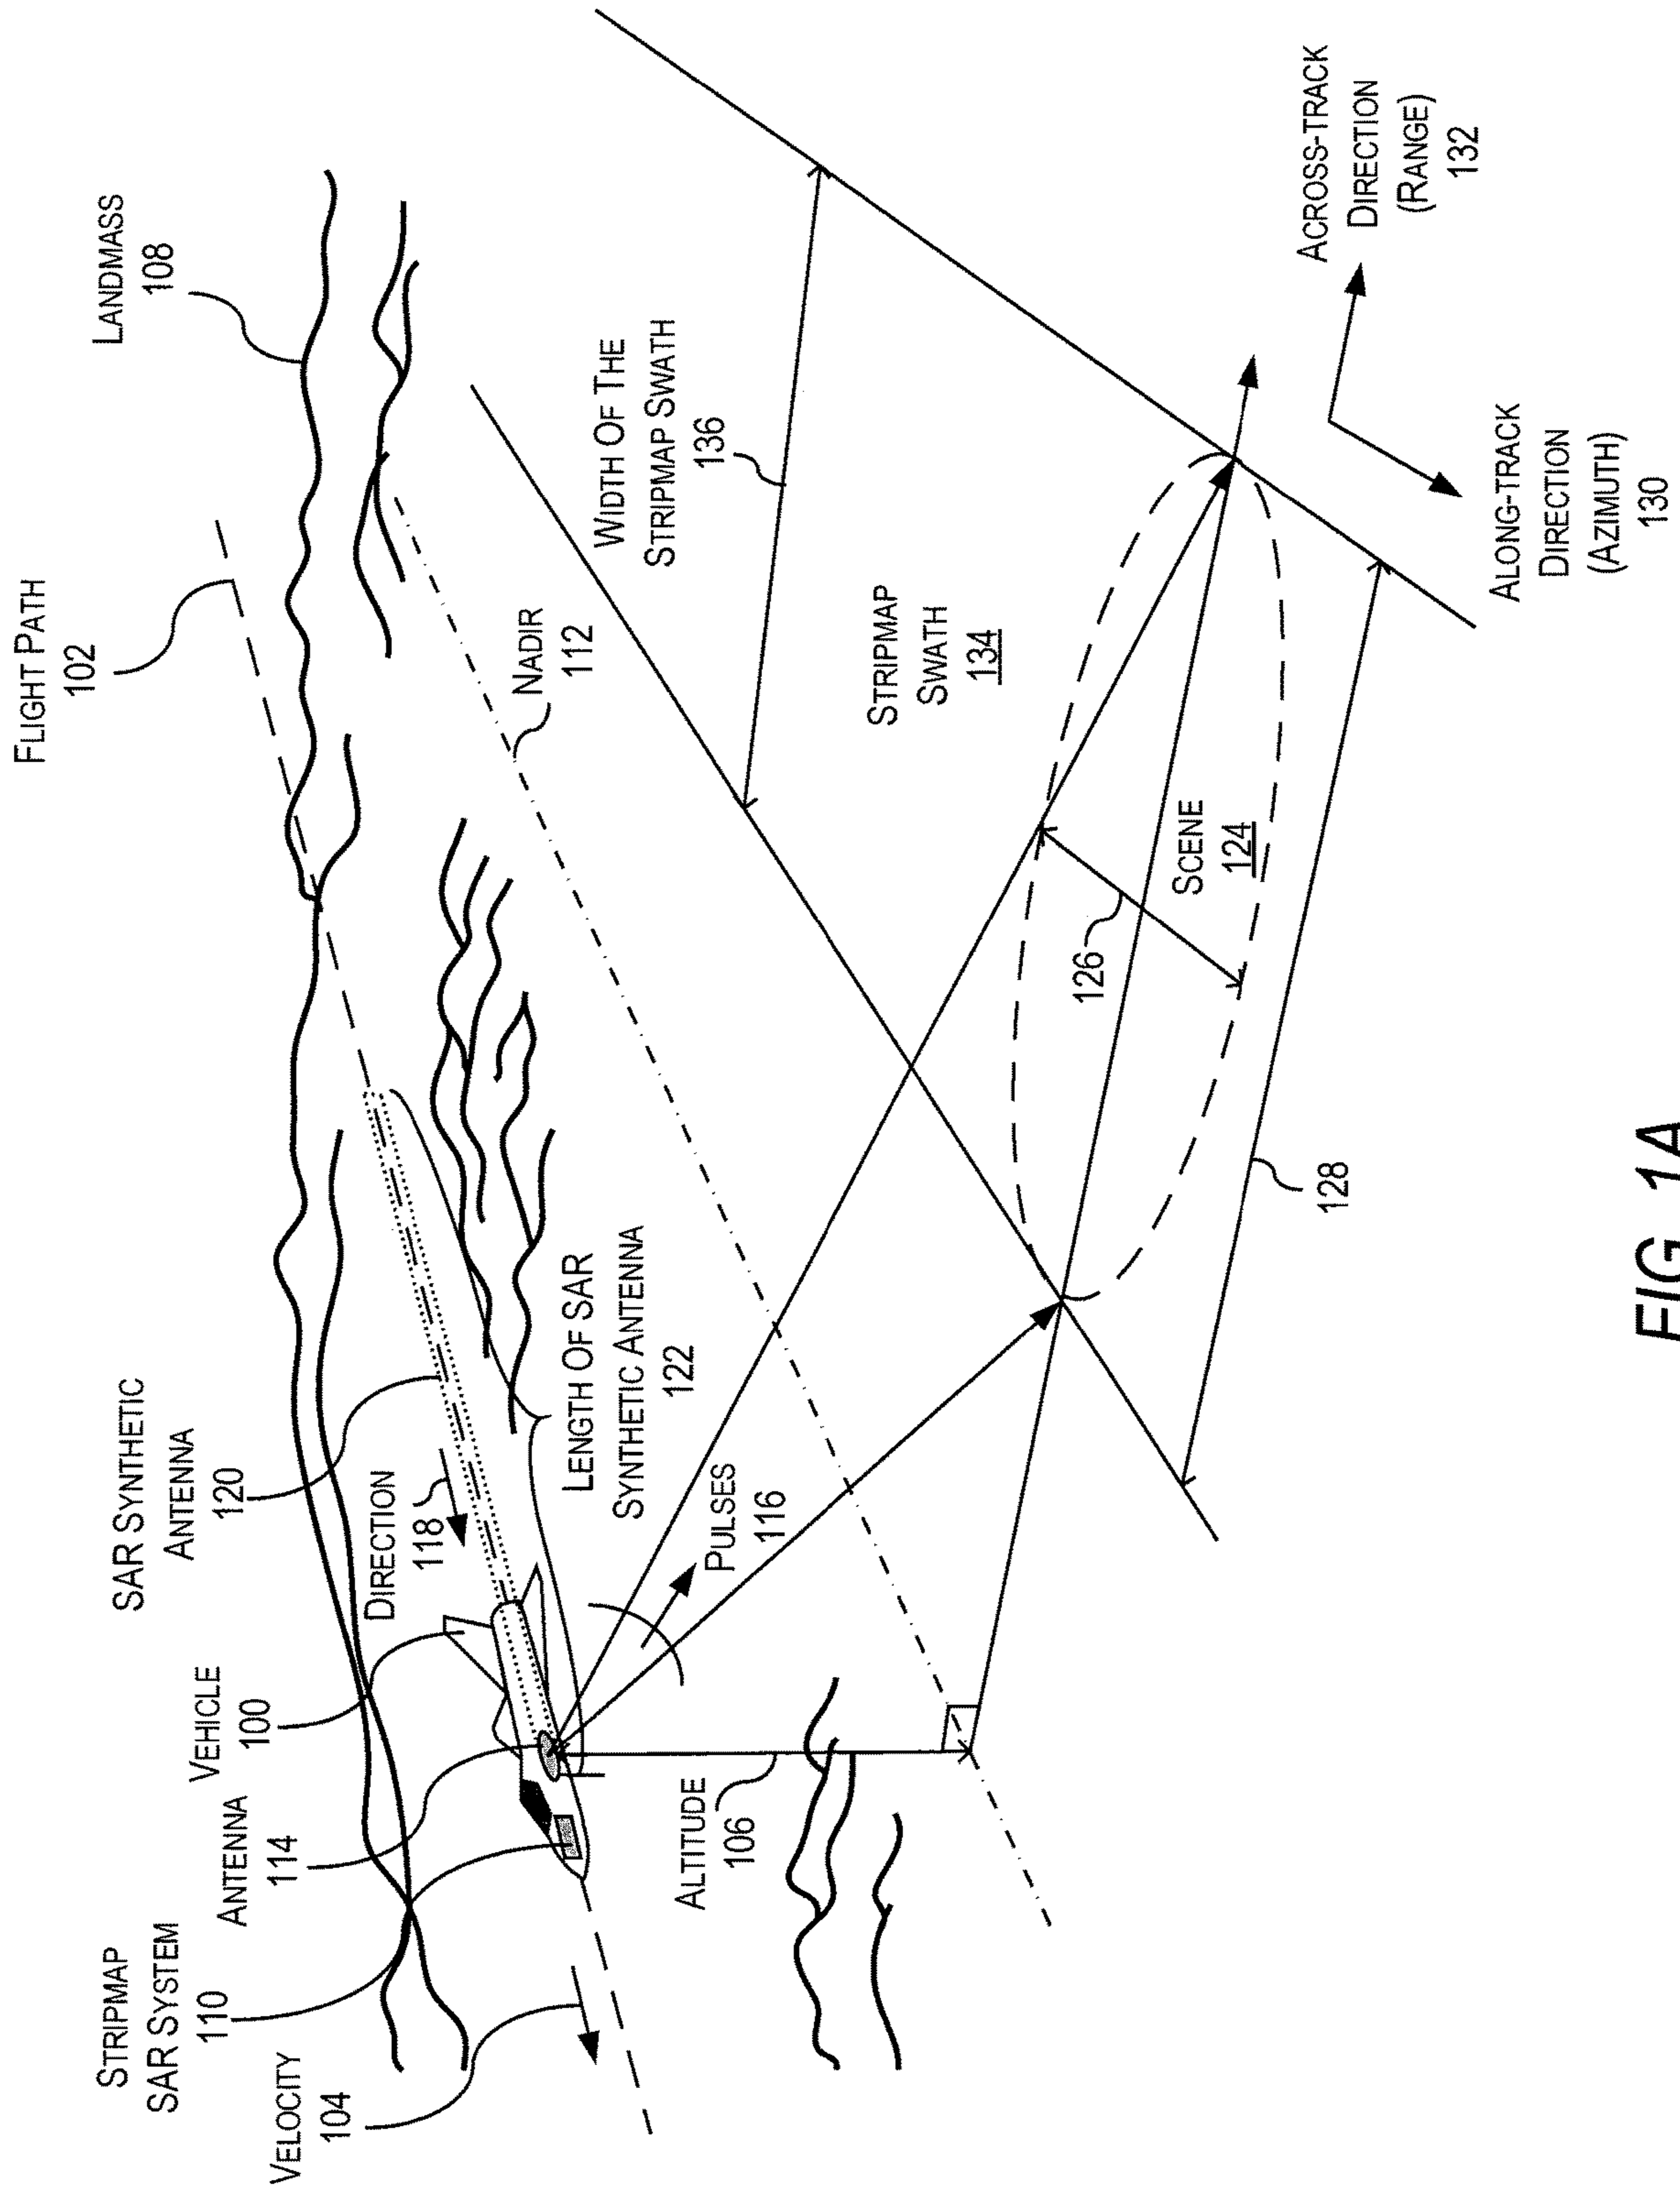 FLIGHT PATH
102
LANDMASS
108
SAR SYNTHETIC
ANTENNA
120
STRIPMAP
SAR SYSTEM
110
VEHICLE
100
ANTENNA
114
VELOCITY
104
DIRECTION
118
LENGTH OF SAR
SYNTHETIC ANTENNA
122
NADIR
112
WIDTH OF THE
STRIPMAP SWATH
136
PULSES
116
ALTITUDE
106
STRIPMAP
SWATH
134
126
SCENE
124
128
ACROSS-TRACK
DIRECTION
(RANGE)
132
ALONG-TRACK
DIRECTION
(AZIMUTH)
130
FIG. 1A